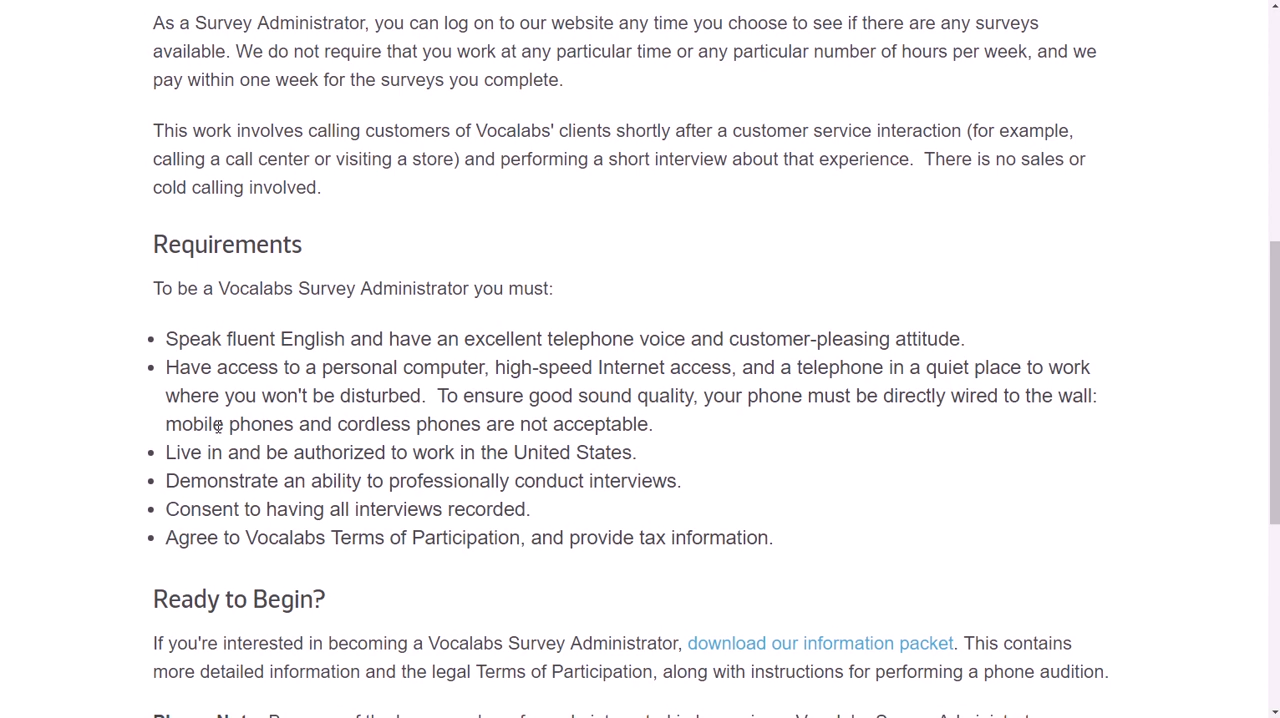 As a Survey Administrator, you can log on to our website any time you choose to see if there are any surveys
available. We do not require that you work at any particular time or any particular number of hours per week, and we
pay within one week for the surveys you complete.
This work involves calling customers of Vocalabs' clients shortly after a customer service interaction (for example,
calling a call center or visiting a store) and performing a short interview about that experience.  There is no sales or
cold calling involved.
Requirements
To be a Vocalabs Survey Administrator you must:
• Speak fluent English and have an excellent telephone voice and customer-pleasing attitude.
• Have access to a personal computer, high-speed Internet access, and a telephone in a quiet place to work
where you won't be disturbed.  To ensure good sound quality, your phone must be directly wired to the wall:
mobile phones and cordless phones are not acceptable.
• Live in and be authorized to work in the United States.
• Demonstrate an ability to professionally conduct interviews.
• Consent to having all interviews recorded.
• Agree to Vocalabs Terms of Participation, and provide tax information.
Ready to Begin?
If you're interested in becoming a Vocalabs Survey Administrator, download our information packet. This contains
more detailed information and the legal Terms of Participation, along with instructions for performing a phone audition.